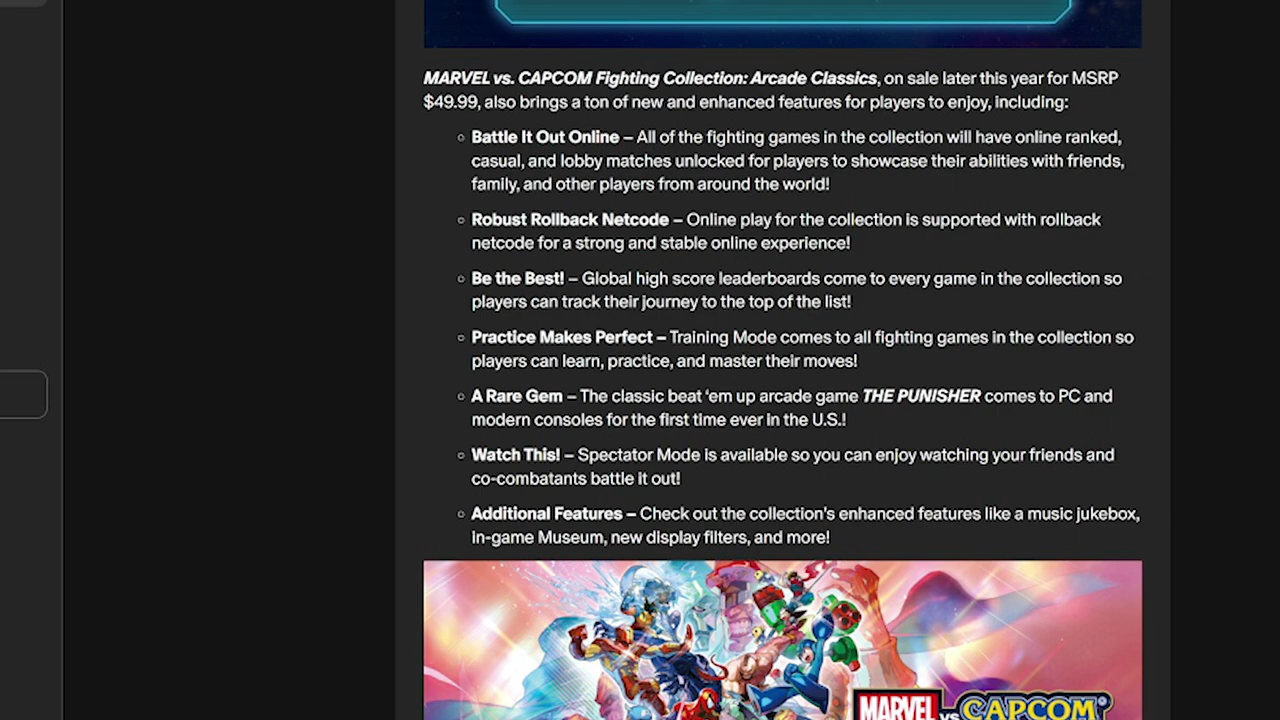 MARVEL vs. CAPCOM Fighting Collection: Arcade Classics, on sale later this year for MSRP
$49.99, also brings a ton of new and enhanced features for players to enjoy, including:
Battle It Out Online – All of the fighting games in the collection will have online ranked,
casual, and lobby matches unlocked for players to showcase their abilities with friends,
family, and other players from around the world!
Robust Rollback Netcode – Online play for the collection is supported with rollback
netcode for a strong and stable online experience!
Be the Best! – Global high score leaderboards come to every game in the collection so
players can track their journey to the top of the list!
Practice Makes Perfect – Training Mode comes to all fighting games in the collection so
players can learn, practice, and master their moves!
A Rare Gem – The classic beat ‘em up arcade game THE PUNISHER comes to PC and
modern consoles for the first time ever in the U.S.!
Watch This! – Spectator Mode is available so you can enjoy watching your friends and
co-combatants battle it out!
Additional Features – Check out the collection's enhanced features like a music jukebox,
in-game Museum, new display filters, and more!
MARVEL vs CAPCOM